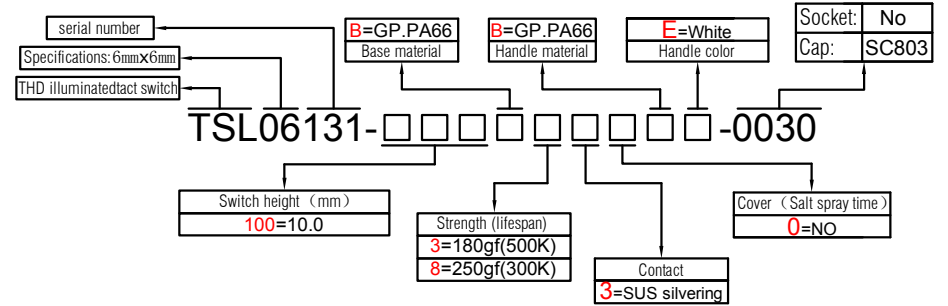 serial number
Specifications: 6mm×6mm
THD illuminatedtact switch
B=GP.PA66
Base material
B=GP.PA66
Handle material
E=White
Handle color
Socket: No
Cap: SC803
TSL06131-□□□□□□□□□-0030
Switch height（mm）
100=10.0
Strength (lifespan)
3=180gf(500K)
8=250gf(300K)
Contact
3=SUS silvering
Cover（Salt spray time）
0=NO